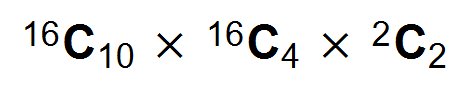 ¹⁶C₁₀ × ¹⁶C₄ × ²C₂